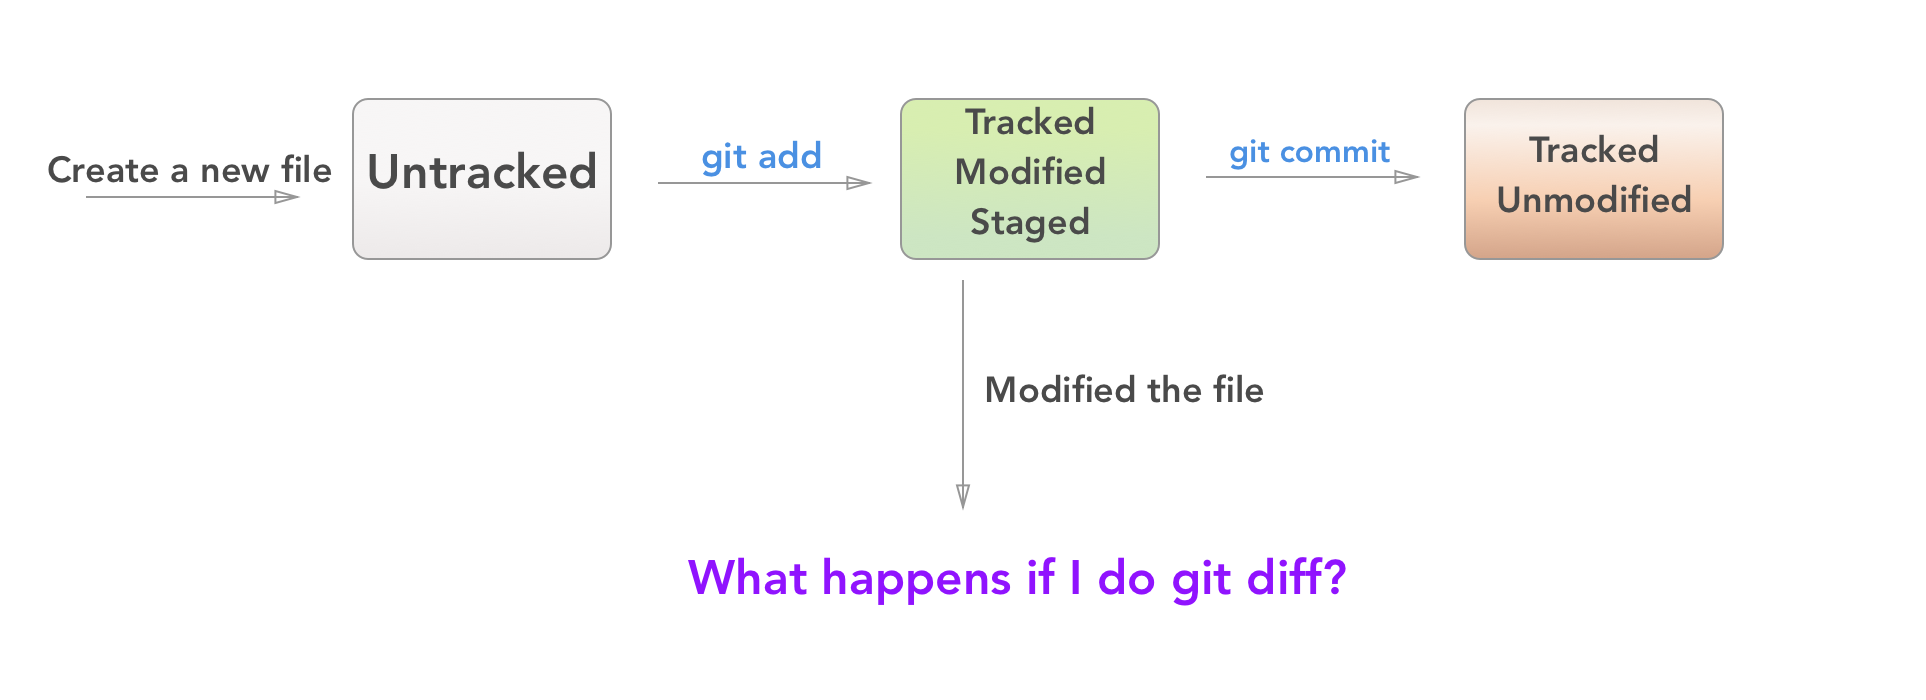 Create a new file
Untracked
git add
Tracked
Modified
Staged
git commit
Tracked
Unmodified
Modified the file
What happens if I do git diff?